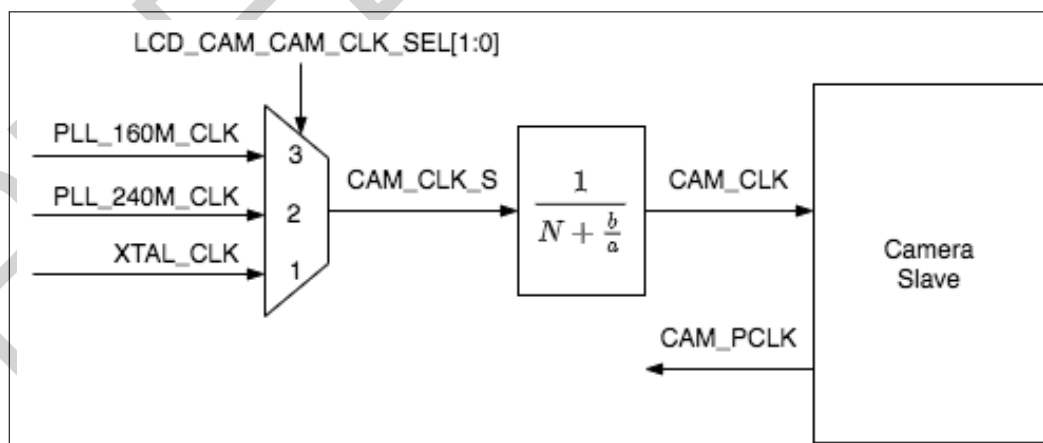 LCD_CAM_CAM_CLK_SEL[1:0]
PLL_160M_CLK
3
PLL_240M_CLK
2
XTAL_CLK
1
CAM_CLK_S
1
N + b
a
CAM_CLK
Camera
Slave
CAM_PCLK